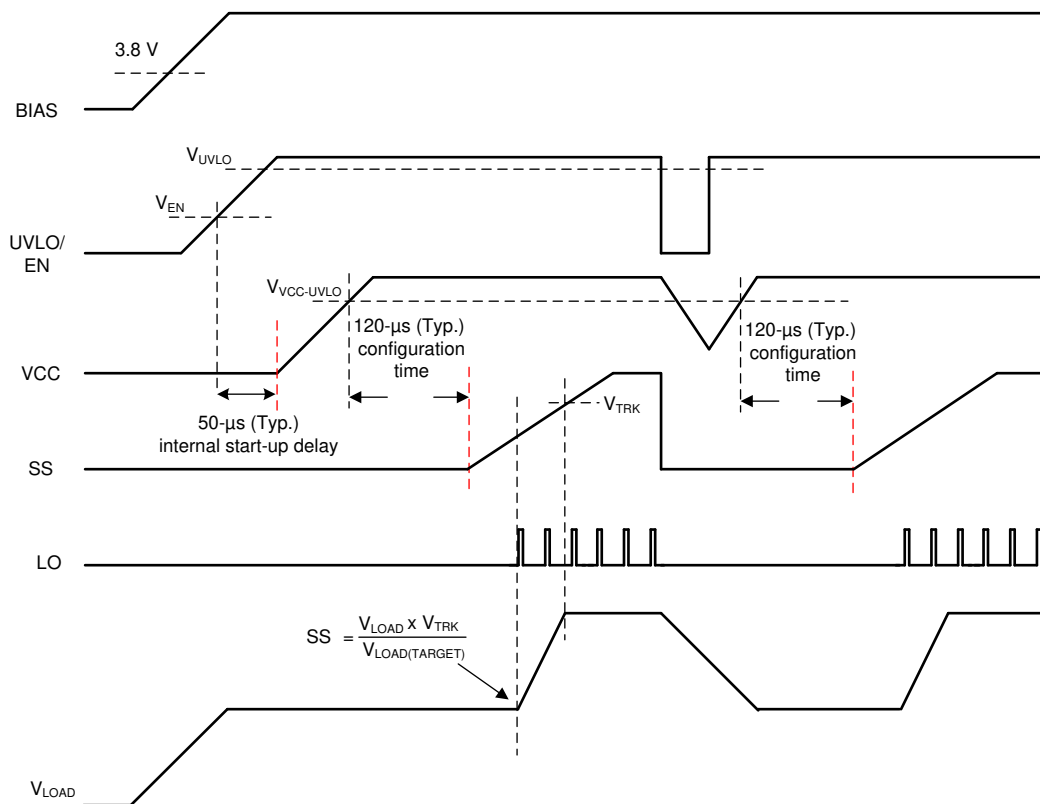 3.8 V
BIAS
VUVLO
VEN
UVLO/
EN
VVCC-UVLO
120-µs (Typ.)
configuration
time
120-µs (Typ.)
configuration
time
VCC
VTRK
50-µs (Typ.)
internal start-up delay
SS
LO
SS = VLOAD x VTRK
VLOAD(TARGET)
VLOAD